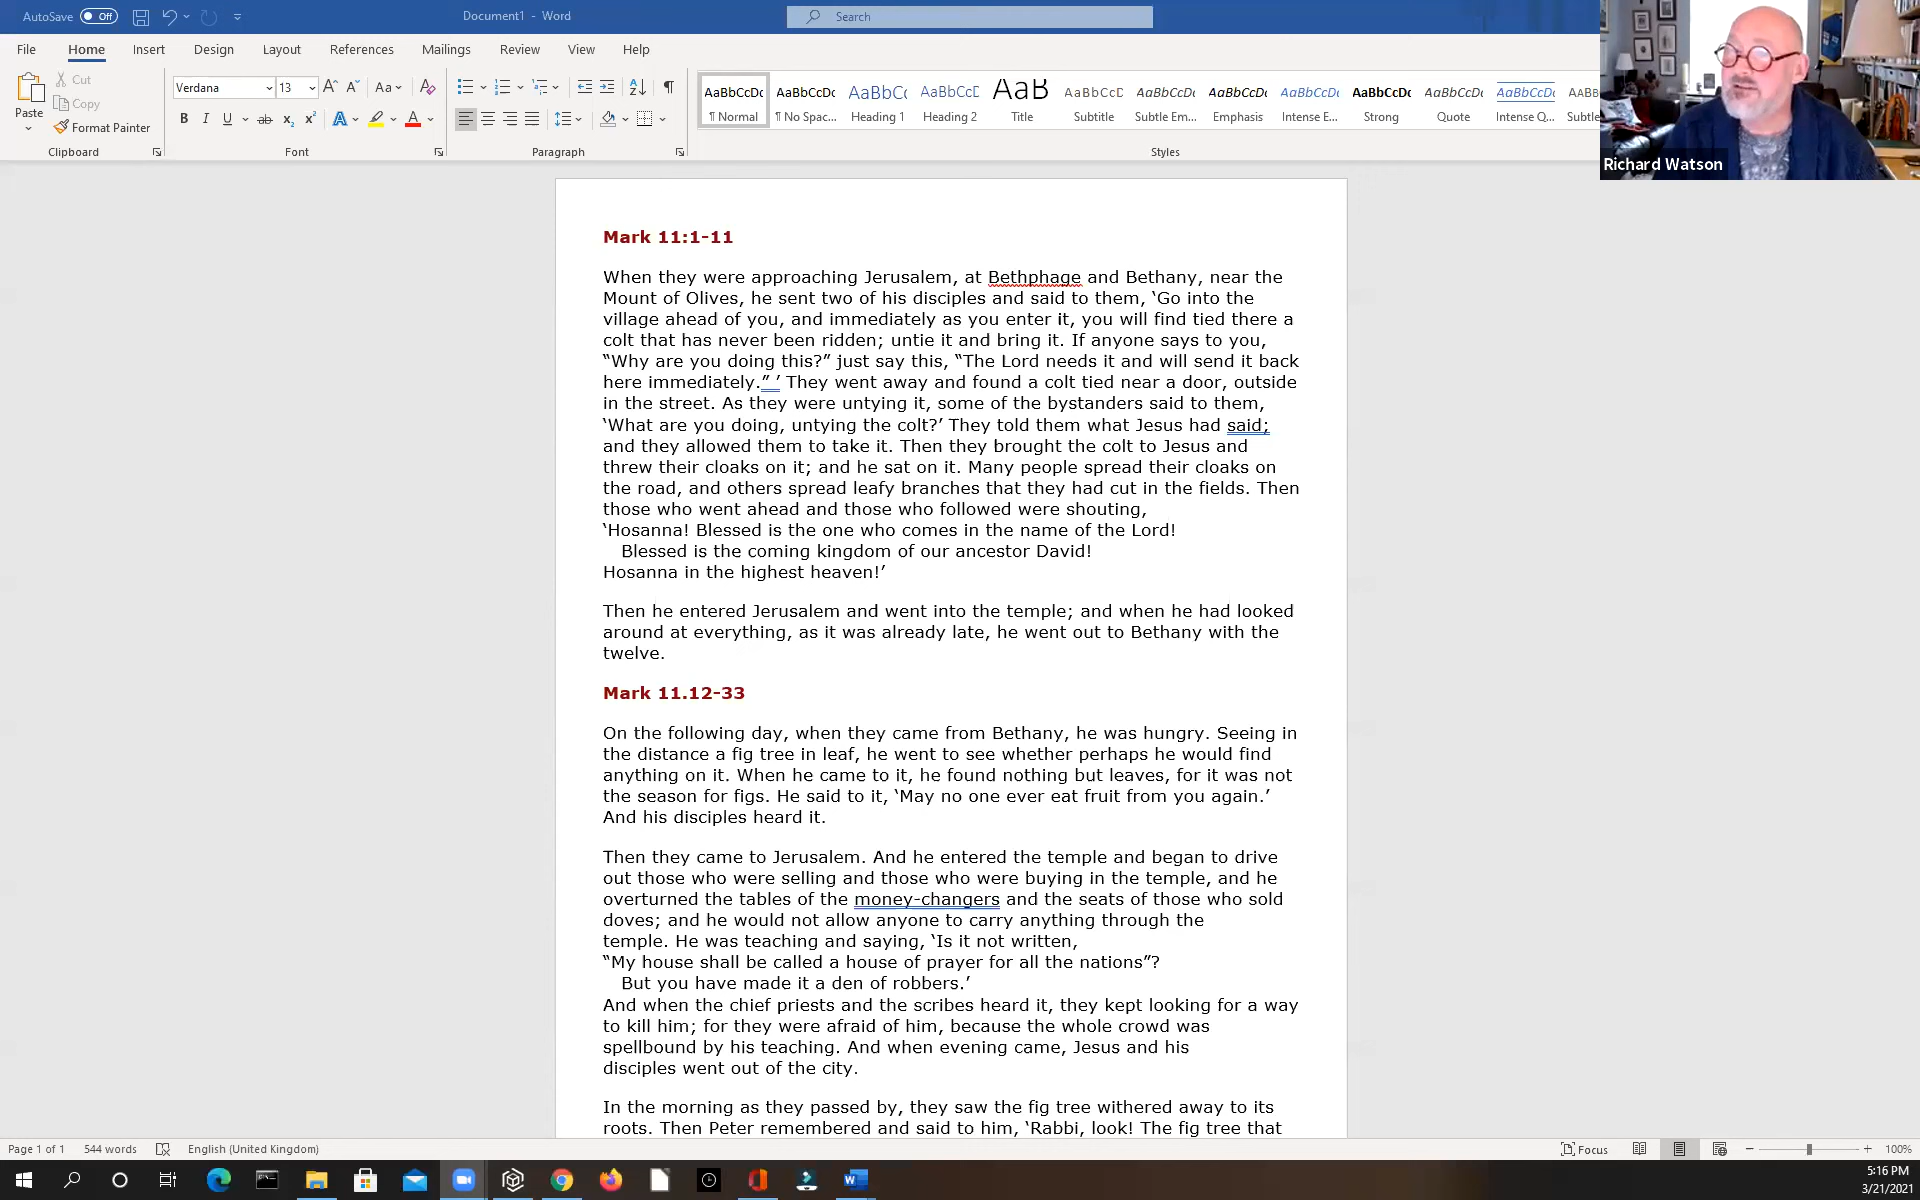 AutoSave Off
Document1 - Word
Search
File Home Insert Design Layout References Mailings Review View Help
Paste
Cut
Copy
Format Painter
Clipboard
Verdana 13
Font
Paragraph
AaBbCcDc AaBbCcDc AaBbCc AaBbCcD AaB AaBbCcD AaBbCcDc AaBbCcDc AaBbCcDc AaBbCcDc AaBbCcDc AaBbCcDc AABB
¶ Normal ¶ No Spac... Heading 1 Heading 2 Title Subtitle Subtle Em... Emphasis Intense E... Strong Quote Intense Q... Subtle
Styles
Richard Watson
Mark 11:1-11
When they were approaching Jerusalem, at Bethphage and Bethany, near the
Mount of Olives, he sent two of his disciples and said to them, ‘Go into the
village ahead of you, and immediately as you enter it, you will find tied there a
colt that has never been ridden; untie it and bring it. If anyone says to you,
“Why are you doing this?” just say this, “The Lord needs it and will send it back
here immediately.” ’ They went away and found a colt tied near a door, outside
in the street. As they were untying it, some of the bystanders said to them,
‘What are you doing, untying the colt?’ They told them what Jesus had said;
and they allowed them to take it. Then they brought the colt to Jesus and
threw their cloaks on it; and he sat on it. Many people spread their cloaks on
the road, and others spread leafy branches that they had cut in the fields. Then
those who went ahead and those who followed were shouting,
‘Hosanna! Blessed is the one who comes in the name of the Lord!
Blessed is the coming kingdom of our ancestor David!
Hosanna in the highest heaven!’
Then he entered Jerusalem and went into the temple; and when he had looked
around at everything, as it was already late, he went out to Bethany with the
twelve.
Mark 11.12-33
On the following day, when they came from Bethany, he was hungry. Seeing in
the distance a fig tree in leaf, he went to see whether perhaps he would find
anything on it. When he came to it, he found nothing but leaves, for it was not
the season for figs. He said to it, ‘May no one ever eat fruit from you again.’
And his disciples heard it.
Then they came to Jerusalem. And he entered the temple and began to drive
out those who were selling and those who were buying in the temple, and he
overturned the tables of the money-changers and the seats of those who sold
doves; and he would not allow anyone to carry anything through the
temple. He was teaching and saying, ‘Is it not written,
“My house shall be called a house of prayer for all the nations”?
But you have made it a den of robbers.’
And when the chief priests and the scribes heard it, they kept looking for a way
to kill him; for they were afraid of him, because the whole crowd was
spellbound by his teaching. And when evening came, Jesus and his
disciples went out of the city.
In the morning as they passed by, they saw the fig tree withered away to its
roots. Then Peter remembered and said to him, ‘Rabbi, look! The fig tree that
Page 1 of 1 544 words English (United Kingdom) Focus 100%
5:16 PM
3/21/2021